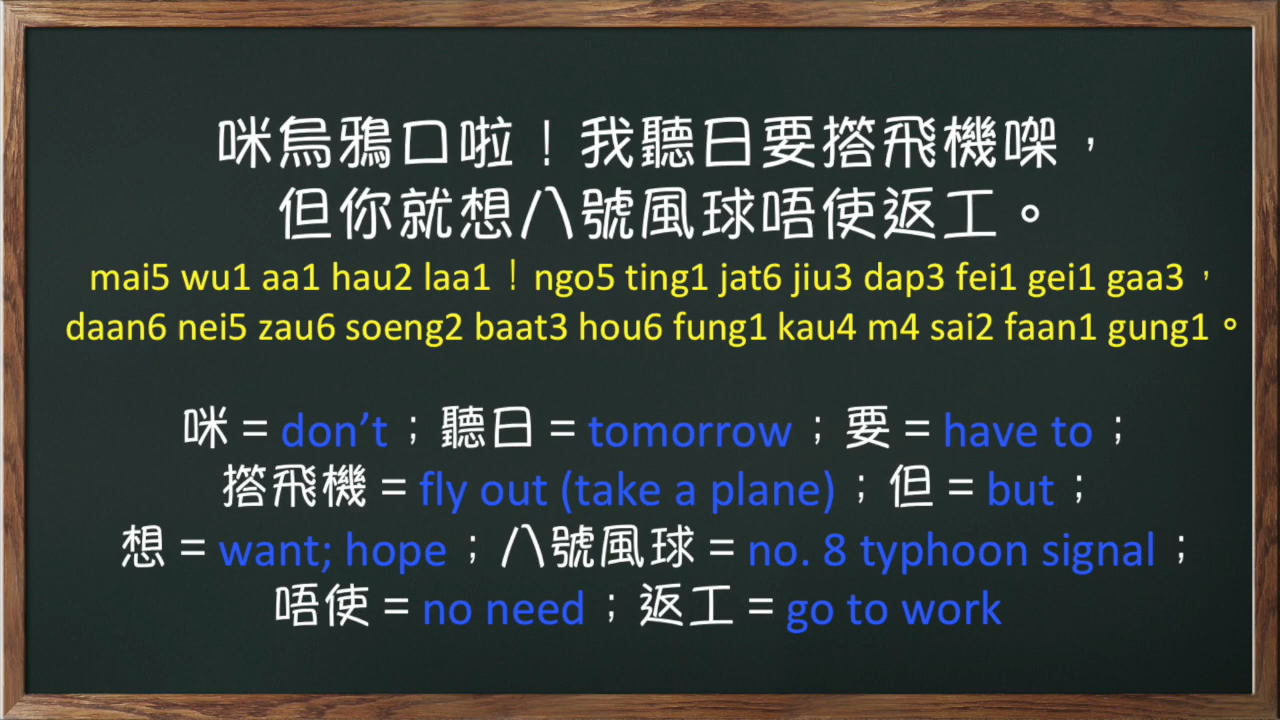 咪烏鴉口啦！我聽日要搭飛機㗎，
但你就想八號風球唔使返工。
mai5 wu1 aa1 hau2 laa1！ngo5 ting1 jat6 jiu3 dap3 fei1 gei1 gaa3，
daan6 nei5 zau6 soeng2 baat3 hou6 fung1 kau4 m4 sai2 faan1 gung1。
咪 = don’t；聽日 = tomorrow；要 = have to；
搭飛機 = fly out (take a plane)；但 = but；
想 = want; hope；八號風球 = no. 8 typhoon signal；
唔使 = no need；返工 = go to work